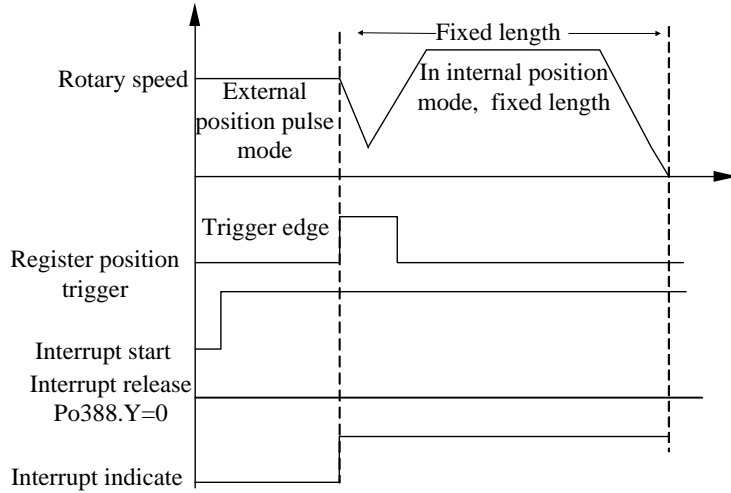 Fixed length
Rotary speed
External
position pulse
mode
In internal position
mode, fixed length
Trigger edge
Register position
trigger
Interrupt start
Interrupt release
Po388.Y=0
Interrupt indicate